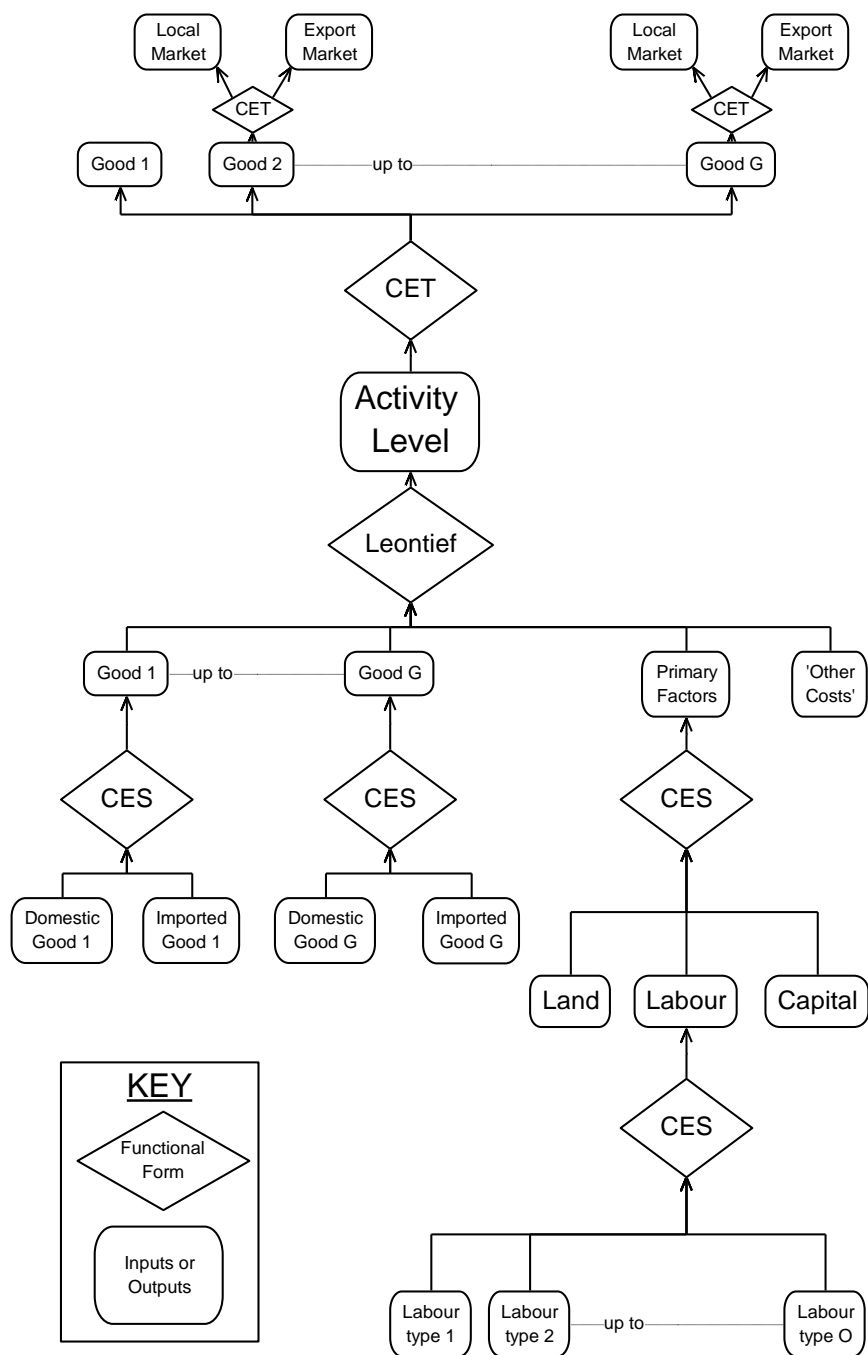 Local
Market
Export
Market
Local
Market
Export
Market
CET
CET
Good 1
Good 2
up to
Good G
CET
Activity
Level
Leontief
Good 1
up to
Good G
Primary
Factors
'Other
Costs'
CES
CES
CES
Domestic
Good 1
Imported
Good 1
Domestic
Good G
Imported
Good G
Land
Labour
Capital
KEY
Functional
Form
Inputs or
Outputs
CES
Labour
type 1
Labour
type 2
up to
Labour
type O